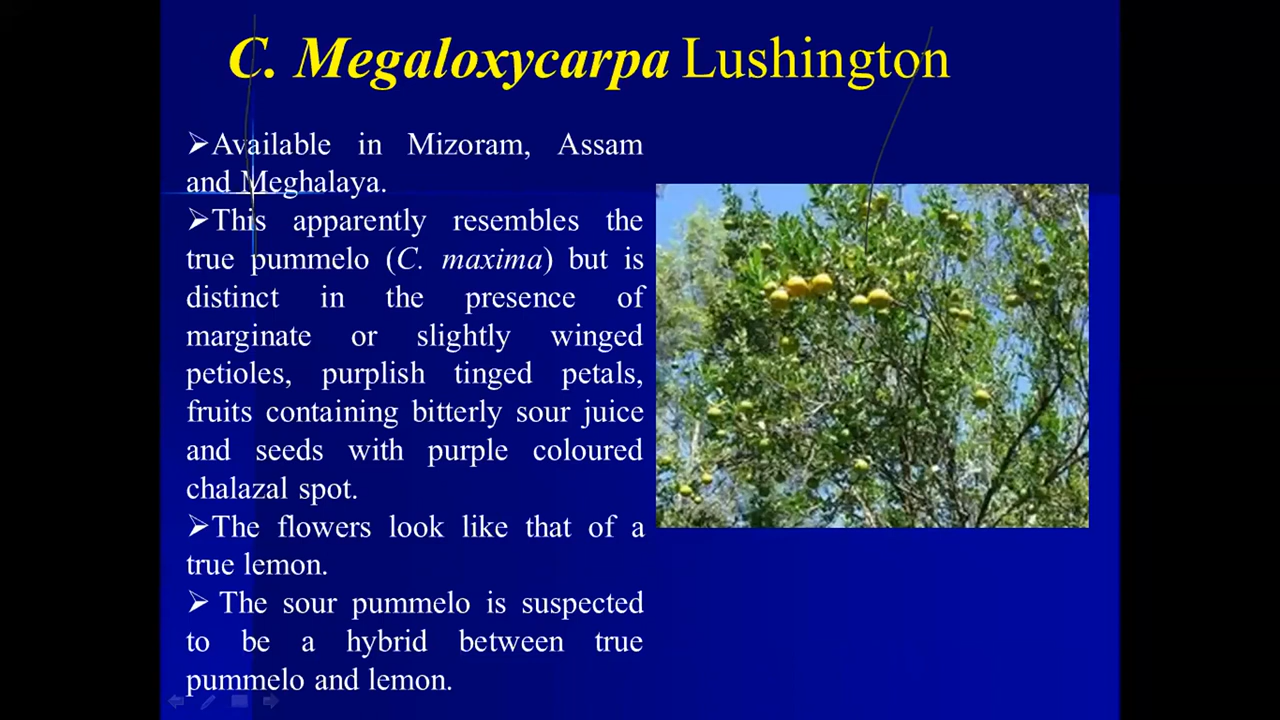 C. Megaloxycarpa Lushington
➢Available in Mizoram, Assam
and Meghalaya.
➢This apparently resembles the
true pummelo (C. maxima) but is
distinct in the presence of
marginate or slightly winged
petioles, purplish tinged petals,
fruits containing bitterly sour juice
and seeds with purple coloured
chalazal spot.
➢The flowers look like that of a
true lemon.
➢ The sour pummelo is suspected
to be a hybrid between true
pummelo and lemon.